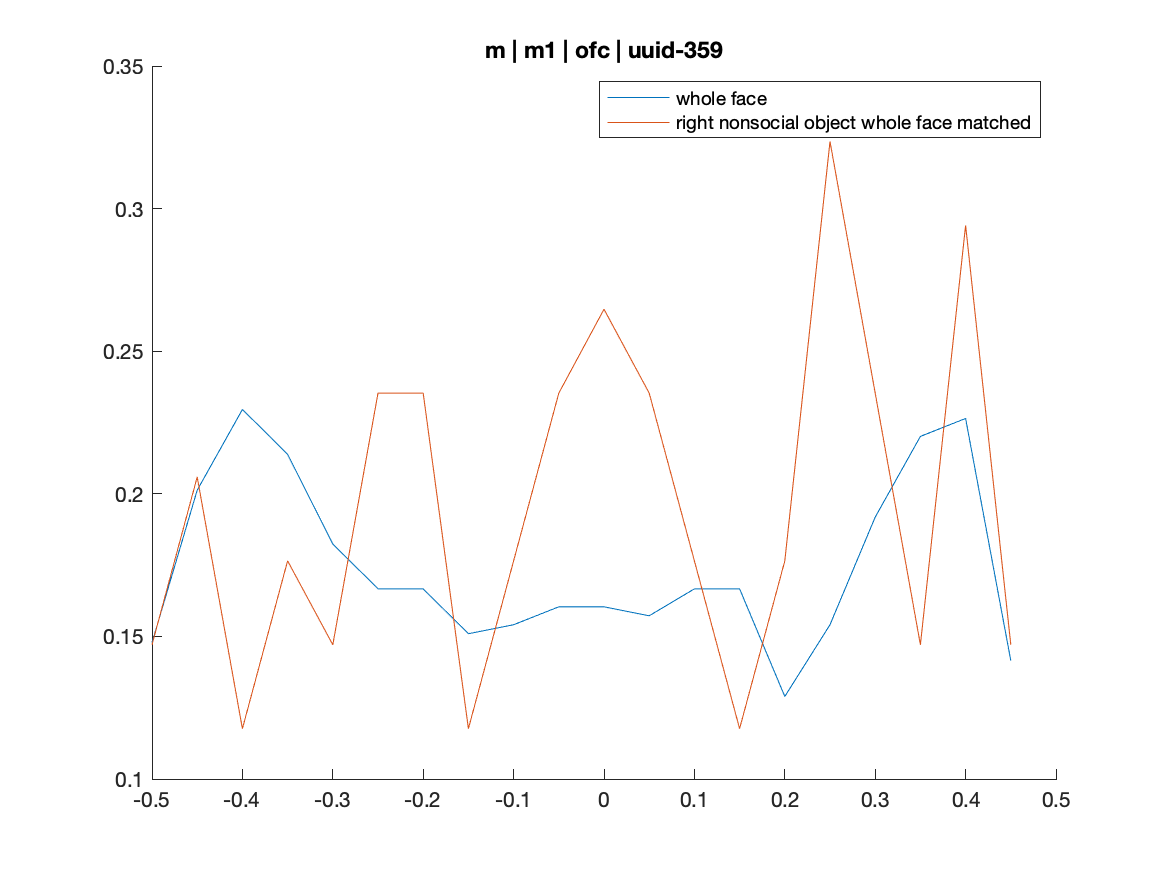 m | m1 | ofc | uuid-359
0.35
whole face
right nonsocial object whole face matched
0.3
0.25
0.2
0.15
0.1
-0.5 -0.4 -0.3 -0.2 -0.1 0 0.1 0.2 0.3 0.4 0.5